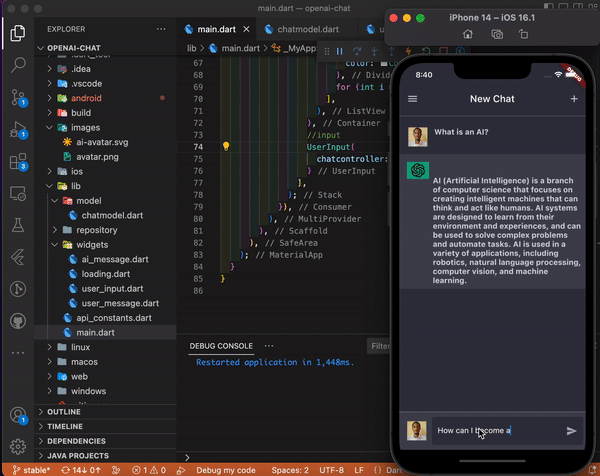 main.dart — openai-chat
EXPLORER
OPENAI-CHAT
.idea
.vscode
android
build
images
ai-avatar.svg
avatar.png
ios
lib
model
chatmodel.dart
repository
widgets
ai_message.dart
loading.dart
user_input.dart
user_message.dart
api_constants.dart
main.dart
linux
macos
web
windows
OUTLINE
TIMELINE
DEPENDENCIES
JAVA PROJECTS
main.dart
chatmodel.dart
lib > main.dart > _MyApp
67 color:
68 ), // Divide
69 for (int i
70 ],
71 ), // ListView
72 ), // Container
73 //input
74 UserInput(
75 chatcontroller:
76 ) // UserInput
77 ],
78 ); // Stack
79 }), // Consumer
80 ), // MultiProvider
81 ), // Scaffold
82 ), // SafeArea
83 ); // MaterialApp
84 }
85 }
86
DEBUG CONSOLE
Filter
Restarted application in 1,448ms.
iPhone 14 – iOS 16.1
8:40
DEBUG
New Chat
What is an AI?
AI (Artificial Intelligence) is a branch
of computer science that focuses on
creating intelligent machines that can
think and act like humans. AI systems
are designed to learn from their
environment and experiences, and can
be used to solve complex problems
and automate tasks. AI is used in a
variety of applications, including
robotics, natural language processing,
computer vision, and machine
learning.
How can I become a
stable*
14↓ 0↑
1 0
Debug my code
Spaces: 2
UTF-8
LF
{} Dart